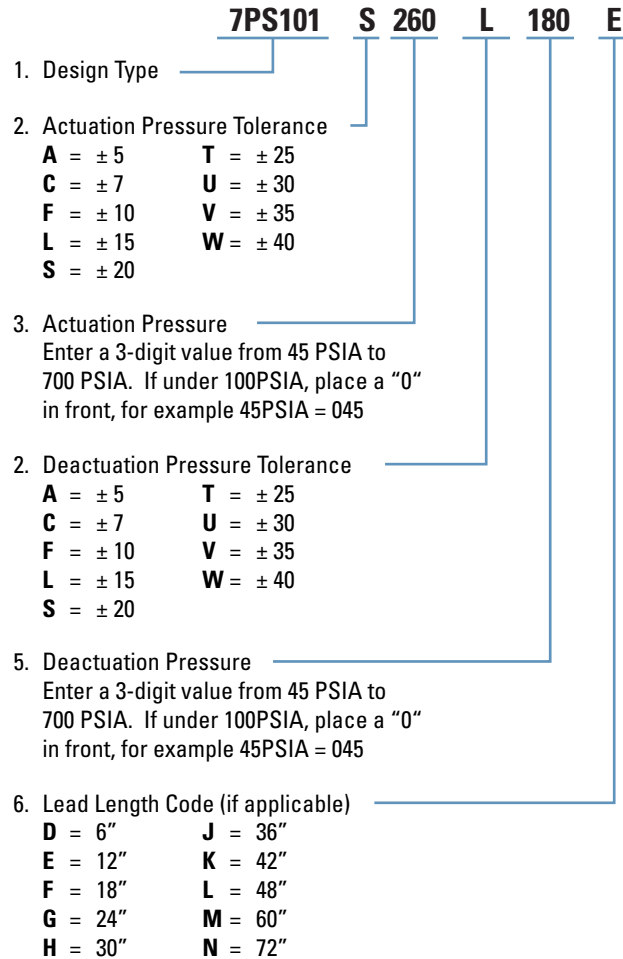 7PS101 S 260 L 180 E
1. Design Type
2. Actuation Pressure Tolerance
A = ± 5 T = ± 25
C = ± 7 U = ± 30
F = ± 10 V = ± 35
L = ± 15 W = ± 40
S = ± 20
3. Actuation Pressure
Enter a 3-digit value from 45 PSIA to
700 PSIA. If under 100PSIA, place a “0“
in front, for example 45PSIA = 045
2. Deactuation Pressure Tolerance
A = ± 5 T = ± 25
C = ± 7 U = ± 30
F = ± 10 V = ± 35
L = ± 15 W = ± 40
S = ± 20
5. Deactuation Pressure
Enter a 3-digit value from 45 PSIA to
700 PSIA. If under 100PSIA, place a “0“
in front, for example 45PSIA = 045
6. Lead Length Code (if applicable)
D = 6” J = 36”
E = 12” K = 42”
F = 18” L = 48”
G = 24” M = 60”
H = 30” N = 72”